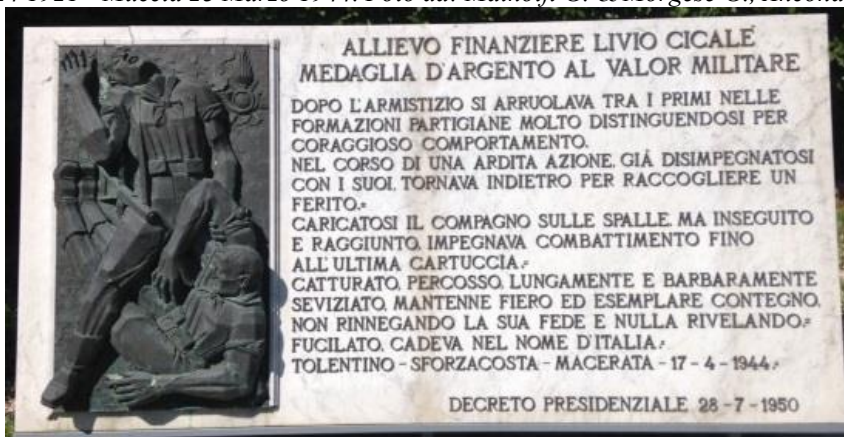 ALLIEVO FINANZIERE LIVIO CICALÉ
MEDAGLIA D'ARGENTO AL VALOR MILITARE
DOPO L'ARMISTIZIO SI ARRUOLAVA TRA I PRIMI NELLE
FORMAZIONI PARTIGIANE MOLTO DISTINGUENDOSI PER
CORAGGIOSO COMPORTAMENTO.
NEL CORSO DI UNA ARDITA AZIONE, GIÁ DISIMPEGNATOSI
CON I SUOI, TORNAVA INDIETRO PER RACCOGLIERE UN
FERITO.=
CARICATOSI IL COMPAGNO SULLE SPALLE, MA INSEGUITO
E RAGGIUNTO, IMPEGNAVA COMBATTIMENTO FINO
ALL'ULTIMA CARTUCCIA.=
CATTURATO, PERCOSSO, LUNGAMENTE E BARBARAMENTE
SEVIZIATO, MANTENNE FIERO ED ESEMPLARE CONTEGNO,
NON RINNEGANDO LA SUA FEDE E NULLA RIVELANDO.=
FUCILATO, CADEVA NEL NOME D'ITALIA.=
TOLENTINO - SFORZACOSTA - MACERATA - 17 - 4 - 1944.=
DECRETO PRESIDENZIALE 28 - 7 - 1950